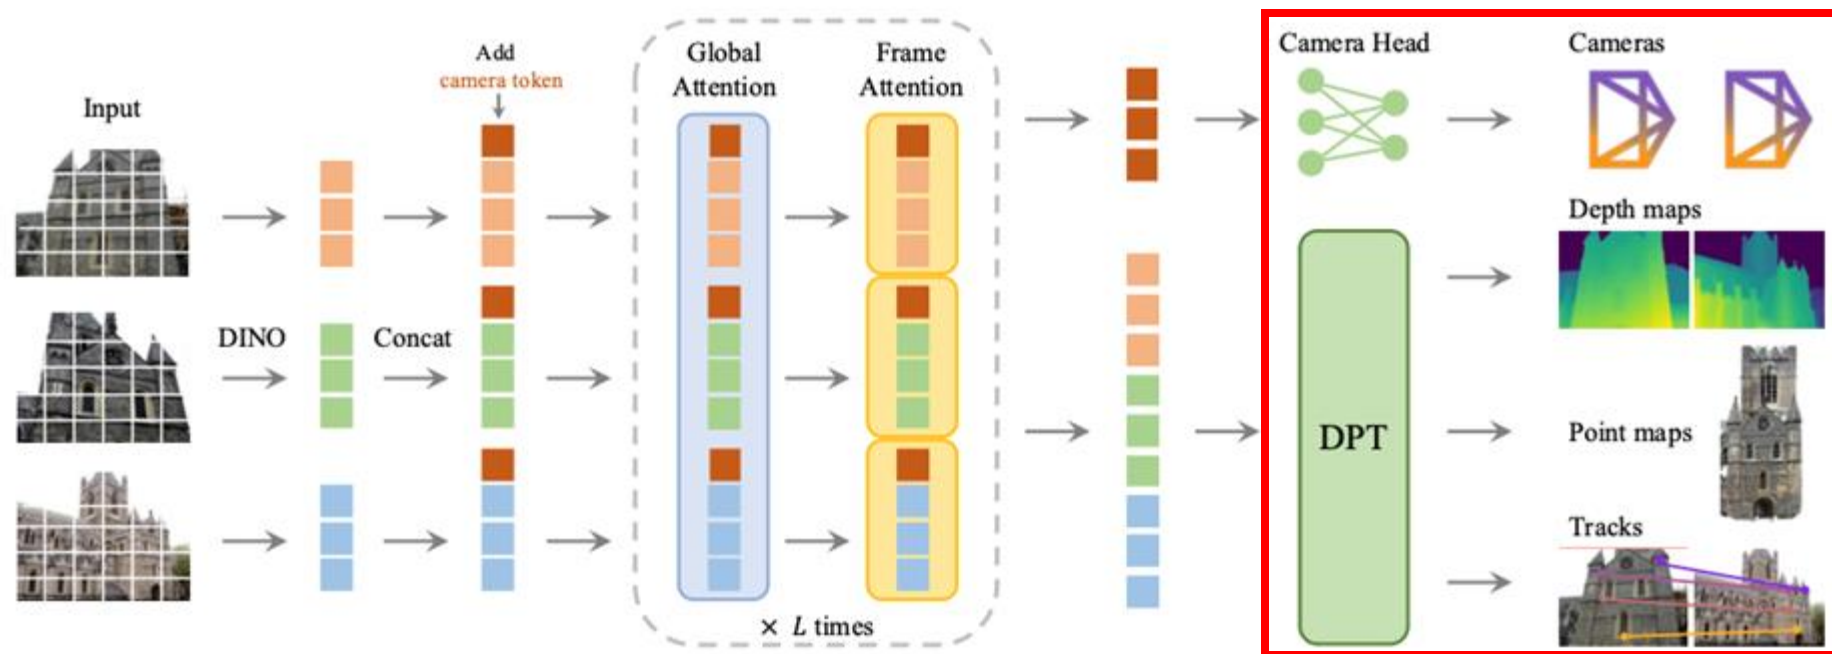 Input
DINO
Concat
Add
camera token
Global
Attention
Frame
Attention
× L times
Camera Head
Cameras
DPT
Depth maps
Point maps
Tracks